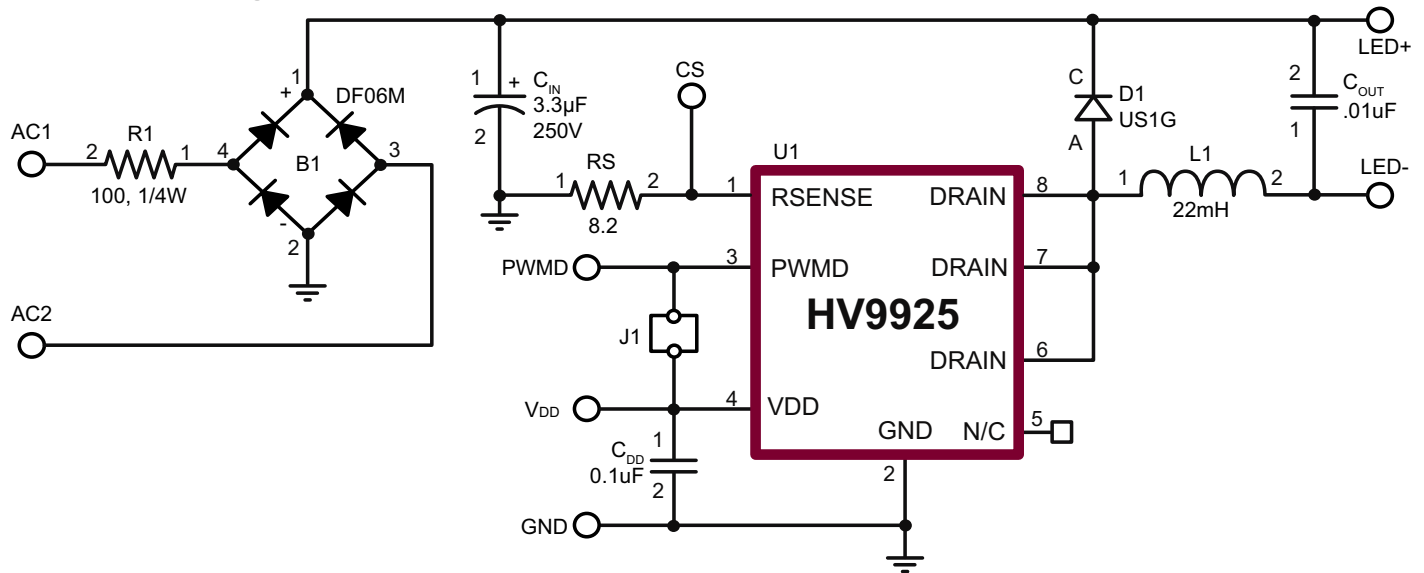 AC1
2
R1
1
100, 1/4W
4
1
+
DF06M
B1
3
-
2
AC2
1
+
C_IN
3.3µF
250V
2
CS
1
RS
2
8.2
U1
1
RSENSE
DRAIN
8
PWMD
3
PWMD
DRAIN
7
HV9925
J1
DRAIN
6
VDD
4
VDD
GND
N/C
5
2
1
C_DD
0.1uF
2
GND
C
D1
US1G
A
1
L1
2
22mH
2
C_OUT
.01uF
1
LED+
LED-